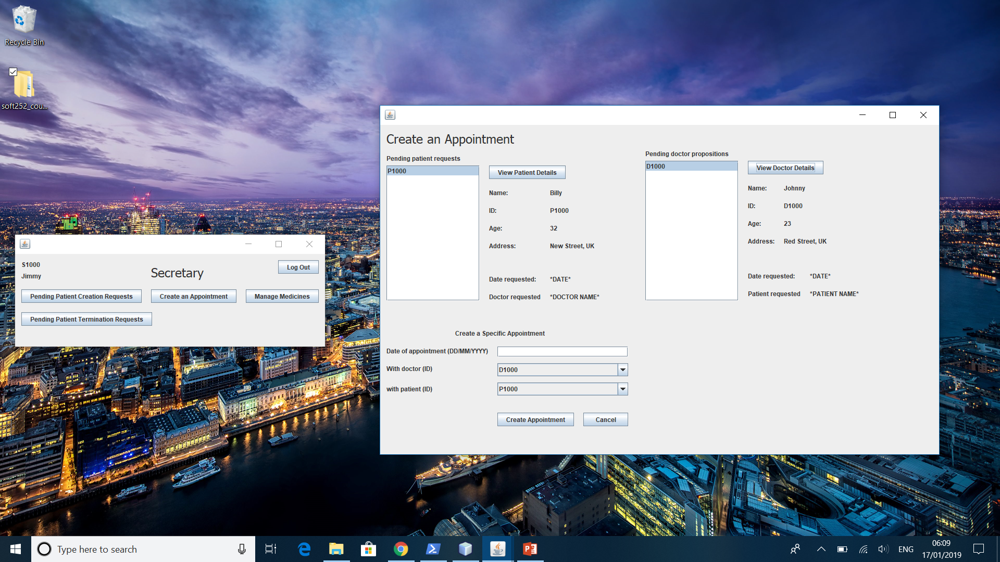 Recycle Bin
soft252_cou...
S1000
Jimmy
Secretary
Log Out
Pending Patient Creation Requests
Create an Appointment
Manage Medicines
Pending Patient Termination Requests
Create an Appointment
Pending patient requests
P1000
View Patient Details
Name: Billy
ID: P1000
Age: 32
Address: New Street, UK
Date requested: *DATE*
Doctor requested *DOCTOR NAME*
Pending doctor propositions
D1000
View Doctor Details
Name: Johnny
ID: D1000
Age: 23
Address: Red Street, UK
Date requested: *DATE*
Patient requested *PATIENT NAME*
Create a Specific Appointment
Date of appointment (DD/MM/YYYY)
With doctor (ID) D1000
with patient (ID) P1000
Create Appointment Cancel
Type here to search
ENG
06:09
17/01/2019